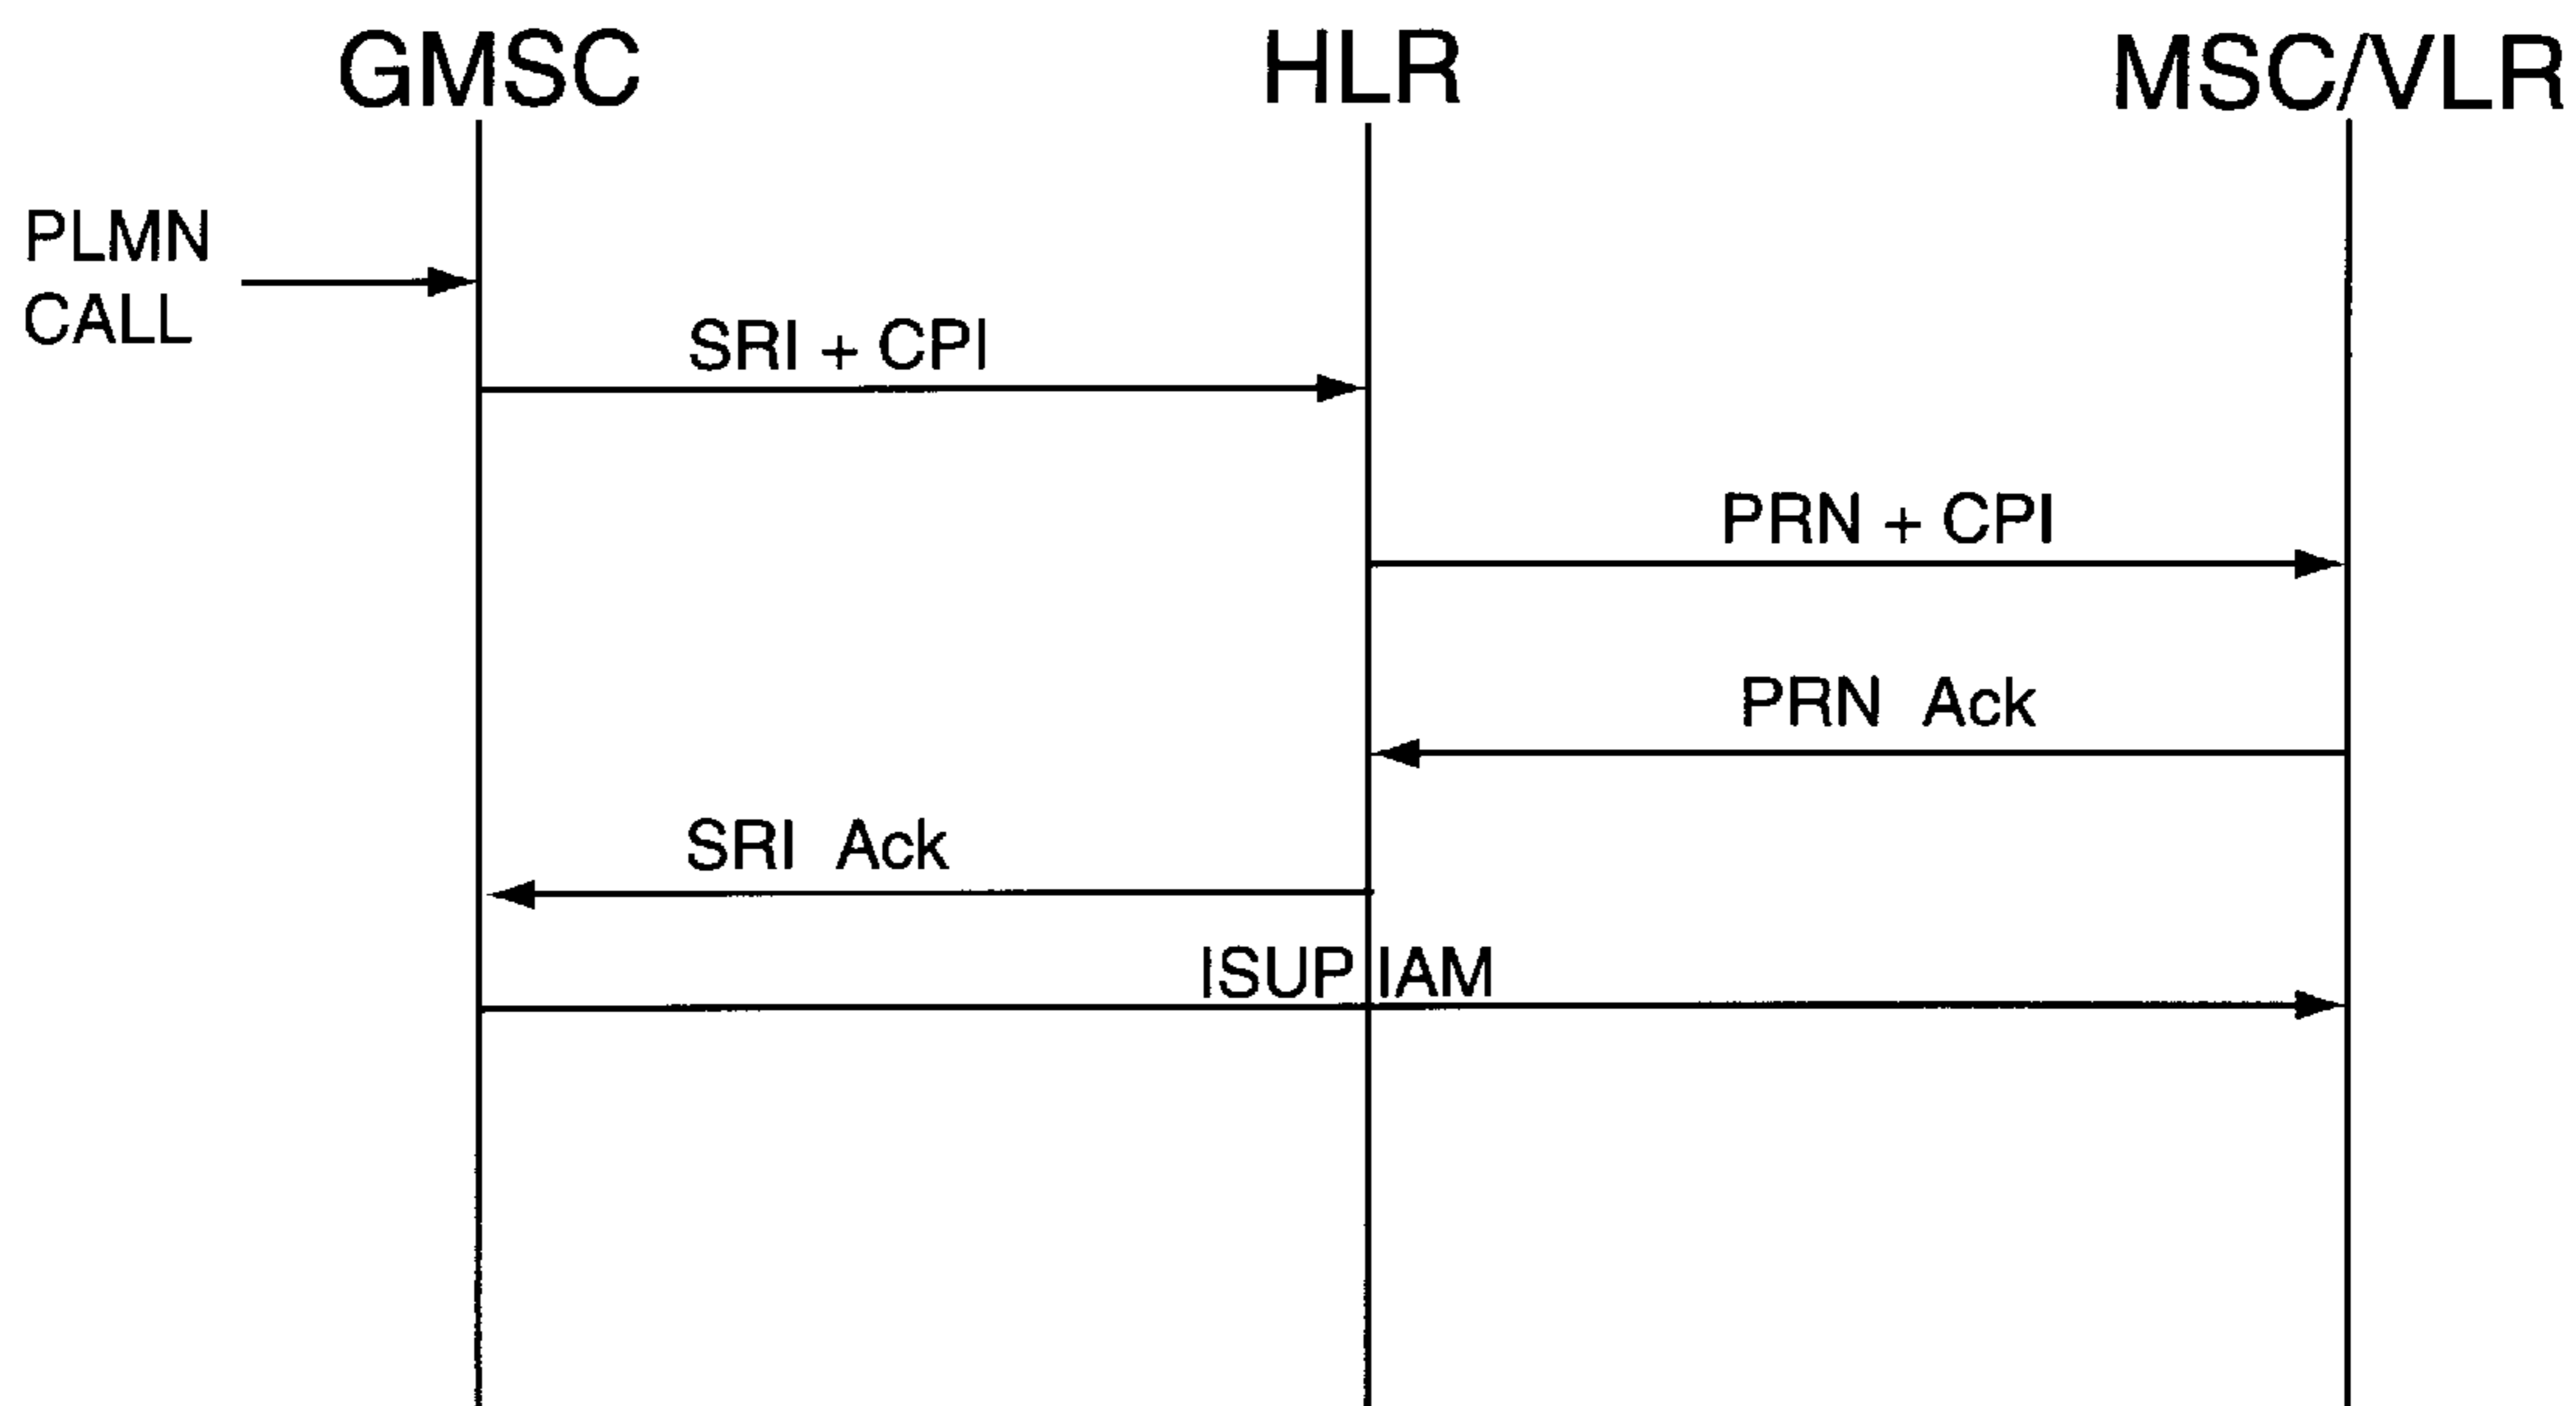 GMSC HLR MSC/VLR
PLMN
CALL
SRI + CPI
PRN + CPI
PRN Ack
SRI Ack
ISUP IAM